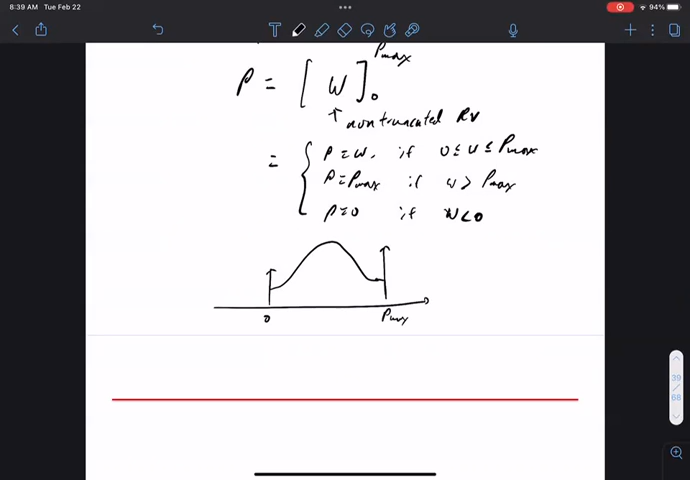 8:39 AM Tue Feb 22
94%
Pmax
P = [ W ]
0
↑ nontruncated RV
= { P = W, if 0 ≤ W ≤ Pmax
P = Pmax if W > Pmax
P = 0 if W < 0
0 Pmax
39
68